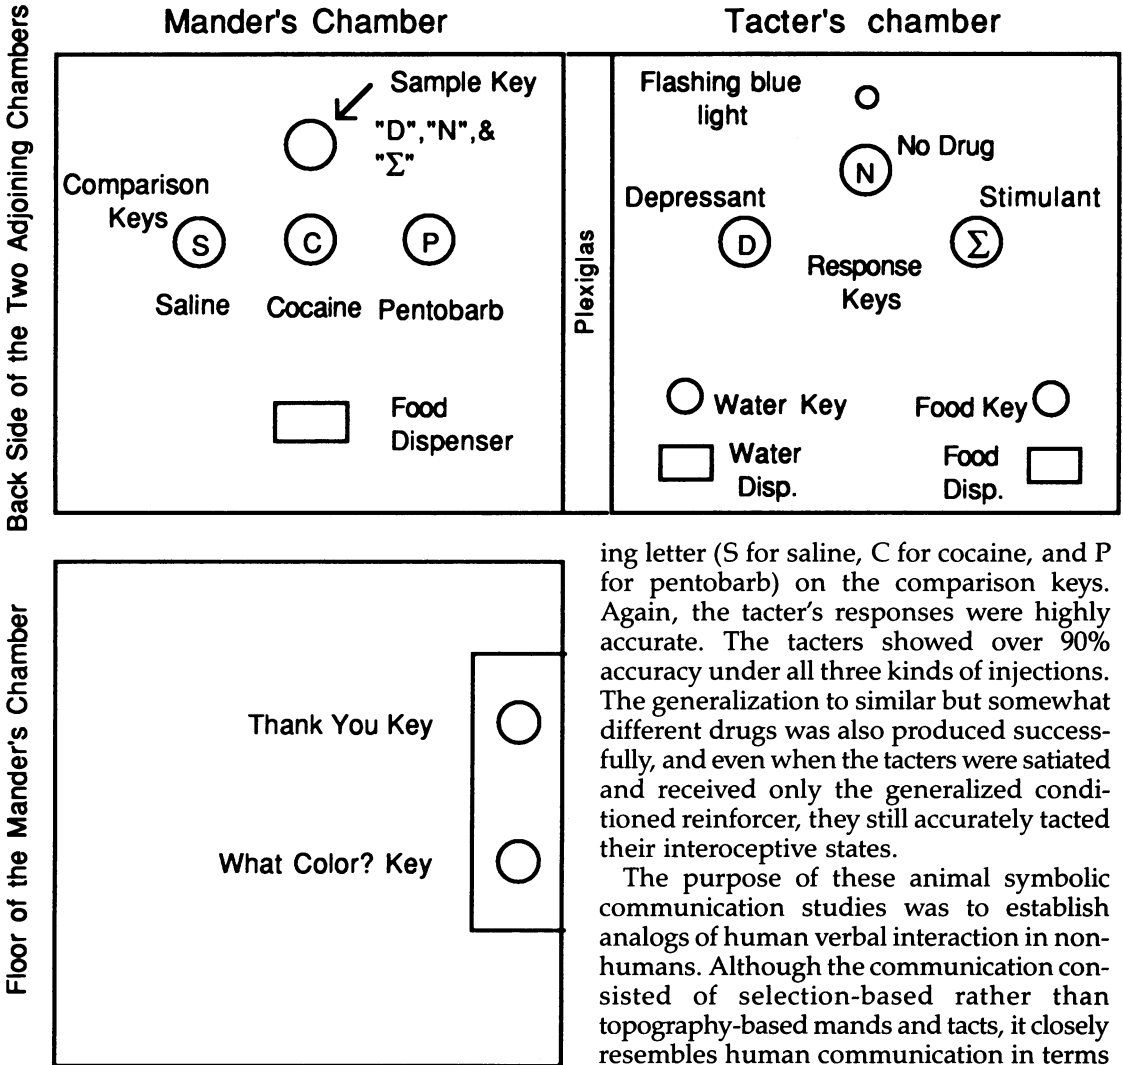 Mander's Chamber
Tacter's chamber
Back Side of the Two Adjoining Chambers
Sample Key
"D","N",&
"Σ"
Comparison
Keys
S
C
P
Saline
Cocaine
Pentobarb
Food
Dispenser
Plexiglas
Flashing blue
light
No Drug
N
Depressant
Stimulant
D
Σ
Response
Keys
Water Key
Food Key
Water
Disp.
Food
Disp.
Floor of the Mander's Chamber
Thank You Key
What Color? Key
ing letter (S for saline, C for cocaine, and P
for pentobarb) on the comparison keys.
Again, the tacter's responses were highly
accurate. The tacters showed over 90%
accuracy under all three kinds of injections.
The generalization to similar but somewhat
different drugs was also produced success-
fully, and even when the tacters were satiated
and received only the generalized condi-
tioned reinforcer, they still accurately tacted
their interoceptive states.
The purpose of these animal symbolic
communication studies was to establish
analogs of human verbal interaction in non-
humans. Although the communication con-
sisted of selection-based rather than
topography-based mands and tacts, it closely
resembles human communication in terms